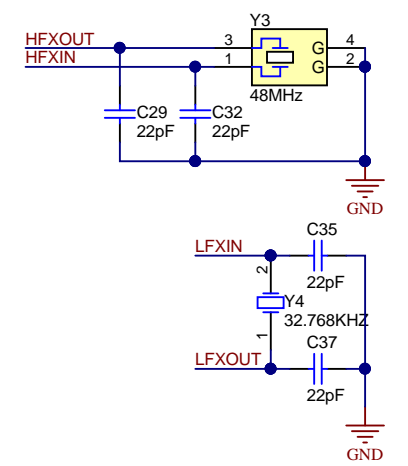 Y3
HFXOUT
3
G
4
HFXIN
1
G
2
48MHz
C29
C32
22pF
22pF
GND
C35
LFXIN
2
22pF
Y4
32.768KHZ
1
C37
LFXOUT
22pF
GND